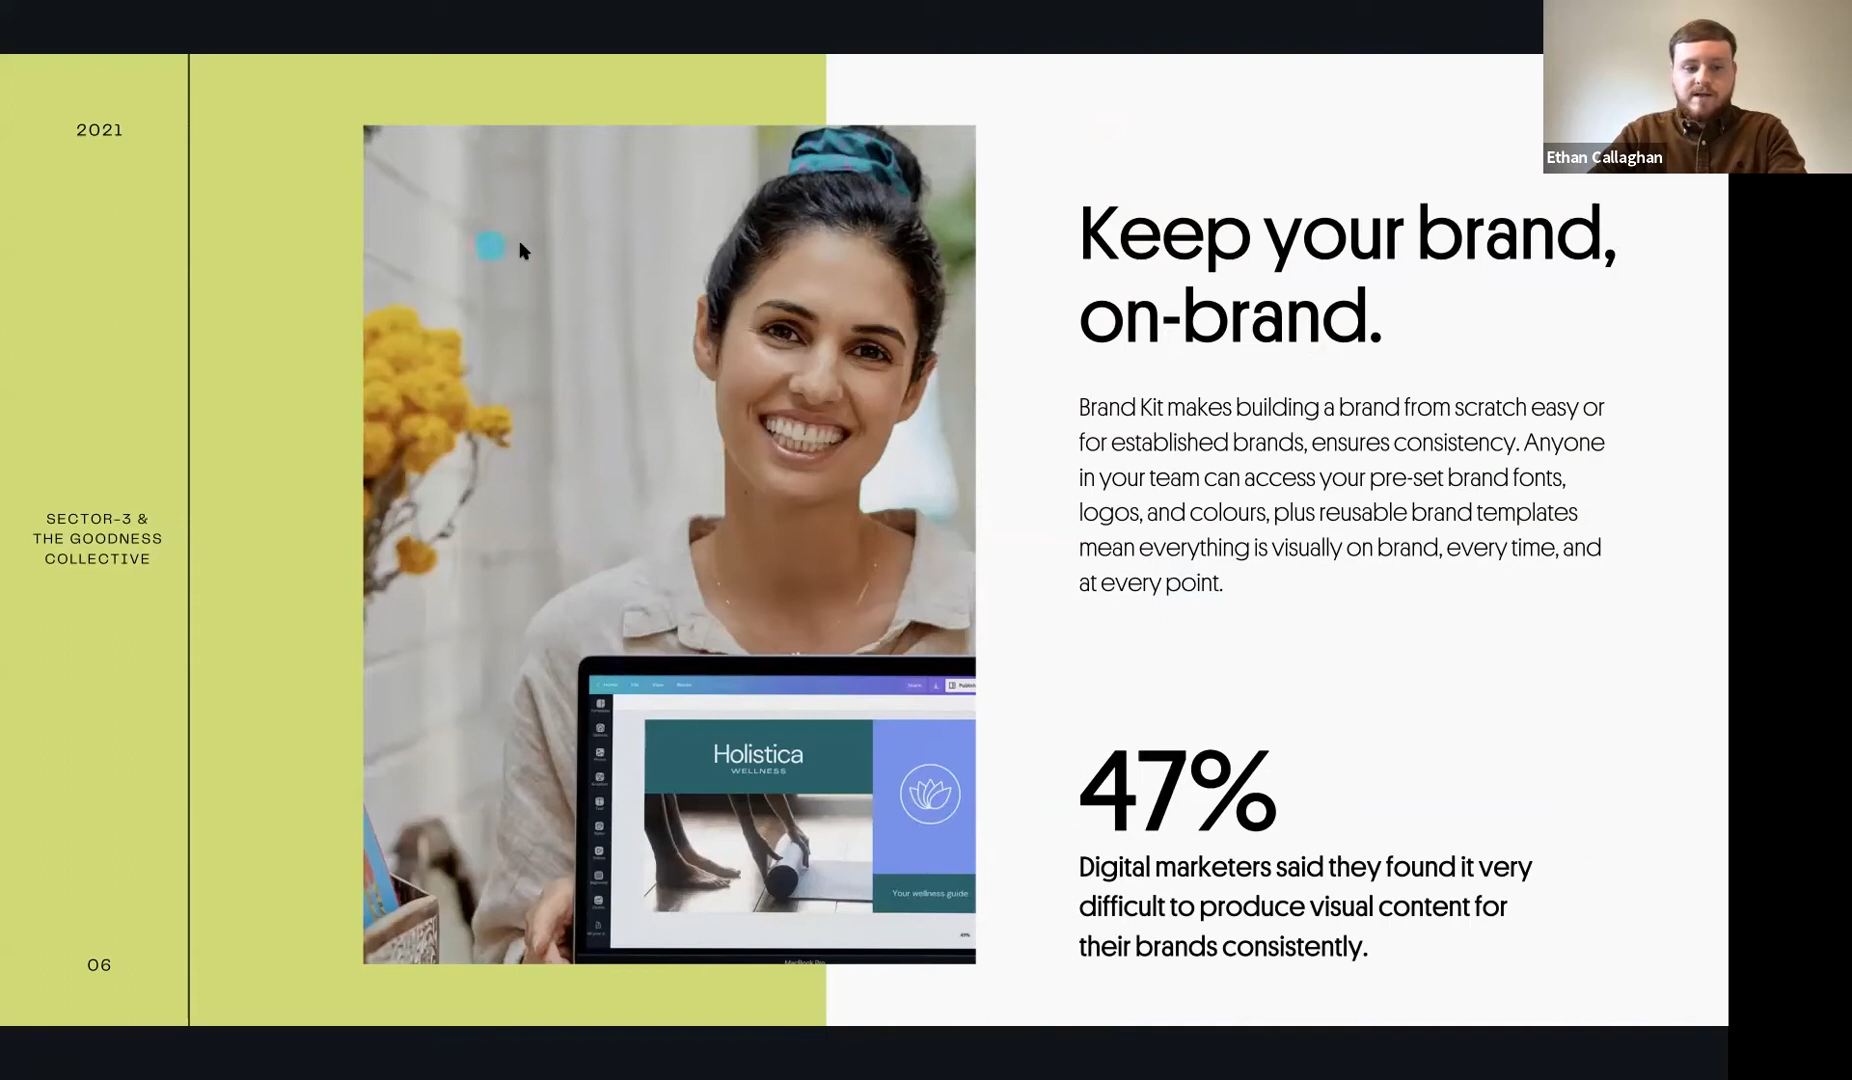 2021
SECTOR-3 &
THE GOODNESS
COLLECTIVE
06
Holistica
WELLNESS
Your wellness guide
MacBook Pro
Keep your brand,
on-brand.
Brand Kit makes building a brand from scratch easy or
for established brands, ensures consistency. Anyone
in your team can access your pre-set brand fonts,
logos, and colours, plus reusable brand templates
mean everything is visually on brand, every time, and
at every point.
47%
Digital marketers said they found it very
difficult to produce visual content for
their brands consistently.
Ethan Callaghan